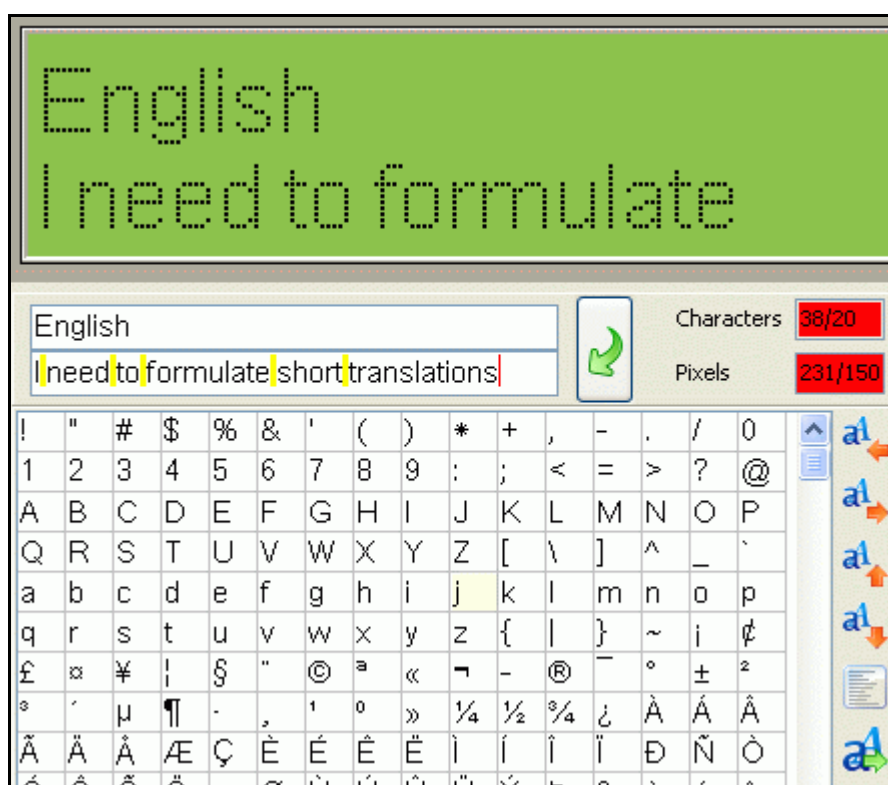 English
I need to formulate
English
Characters 38/20
I need to formulate short translations
Pixels 231/150
! " # $ % & ' ( ) * + , - . / 0
1 2 3 4 5 6 7 8 9 : ; < = > ? @
A B C D E F G H I J K L M N O P
Q R S T U V W X Y Z [ \ ] ^ _ `
a b c d e f g h i j k l m n o p
q r s t u v w x y z { | } ~ ¡ ¢
£ ¤ ¥ ¦ § ¨ © ª « ¬ - ® ¯ ° ± ²
³ ´ µ ¶ · ¸ ¹ º » ¼ ½ ¾ ¿ À Á Â
Ã Ä Å Æ Ç È É Ê Ë Ì Í Î Ï Ð Ñ Ò